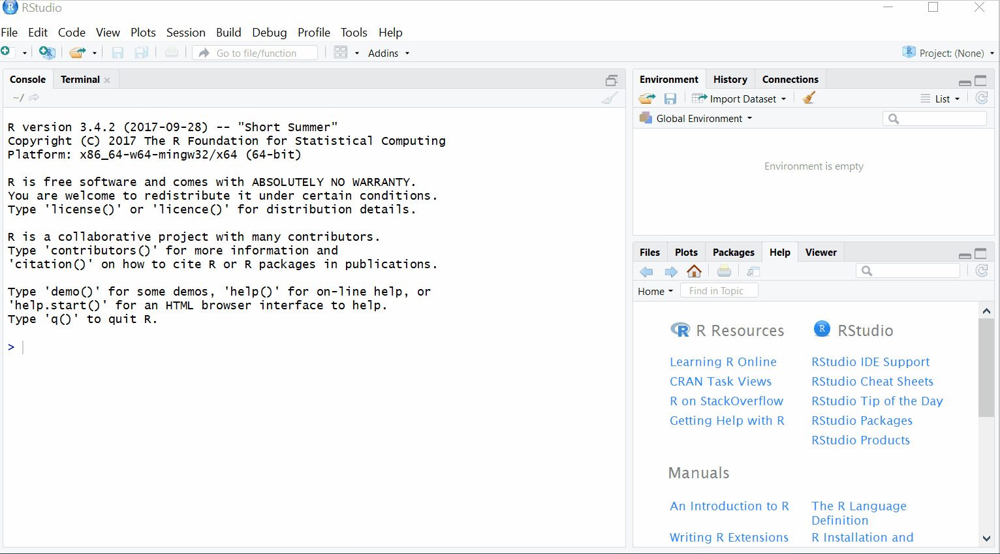 RStudio
File Edit Code View Plots Session Build Debug Profile Tools Help
Go to file/function Addins Project: (None)
Console Terminal
~/
R version 3.4.2 (2017-09-28) -- "Short Summer"
Copyright (C) 2017 The R Foundation for Statistical Computing
Platform: x86_64-w64-mingw32/x64 (64-bit)
R is free software and comes with ABSOLUTELY NO WARRANTY.
You are welcome to redistribute it under certain conditions.
Type 'license()' or 'licence()' for distribution details.
R is a collaborative project with many contributors.
Type 'contributors()' for more information and
'citation()' on how to cite R or R packages in publications.
Type 'demo()' for some demos, 'help()' for on-line help, or
'help.start()' for an HTML browser interface to help.
Type 'q()' to quit R.
>
Environment History Connections
Import Dataset List
Global Environment
Environment is empty
Files Plots Packages Help Viewer
Home Find in Topic
R Resources
Learning R Online
CRAN Task Views
R on StackOverflow
Getting Help with R
RStudio
RStudio IDE Support
RStudio Cheat Sheets
RStudio Tip of the Day
RStudio Packages
RStudio Products
Manuals
An Introduction to R
Writing R Extensions
The R Language
Definition
R Installation and